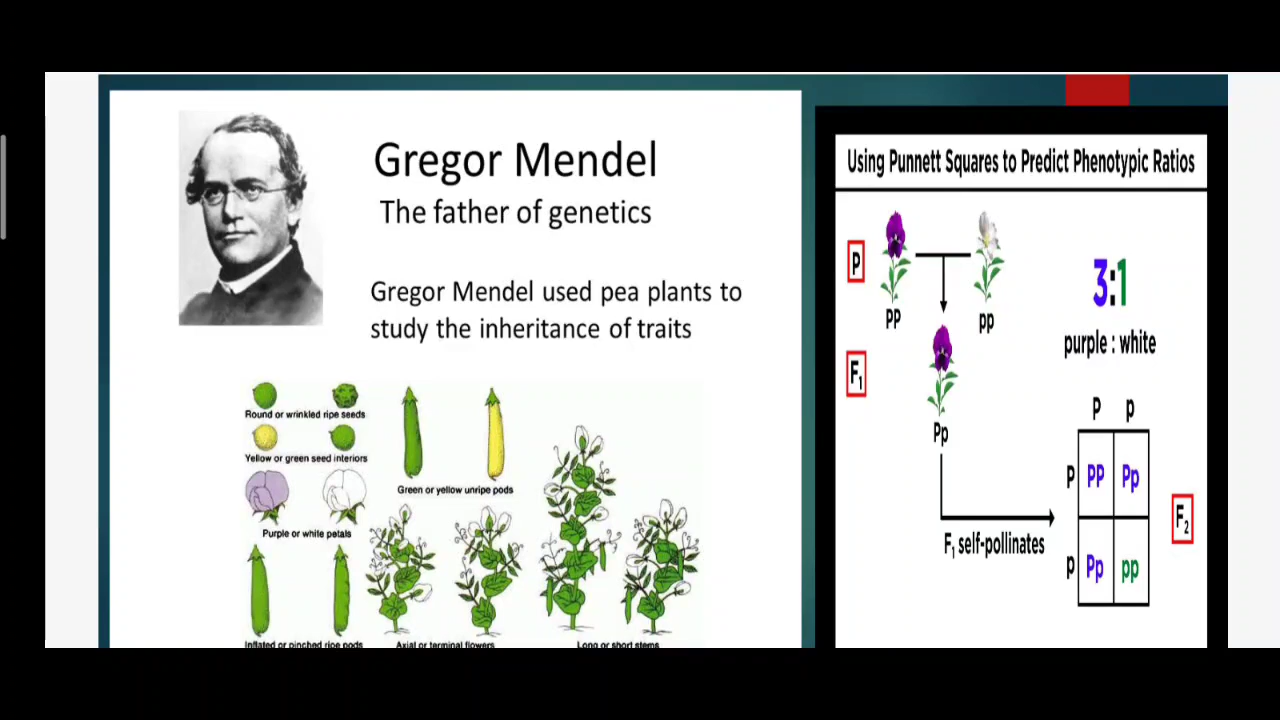 Gregor Mendel
The father of genetics
Gregor Mendel used pea plants to
study the inheritance of traits
Round or wrinkled ripe seeds
Yellow or green seed interiors
Purple or white petals
Green or yellow unripe pods
Inflated or pinched ripe pods
Axial or terminal flowers
Long or short stems
Using Punnett Squares to Predict Phenotypic Ratios
P
PP
pp
F₁
Pp
F₁ self-pollinates
3:1
purple : white
P p
P PP Pp
p Pp pp
F₂